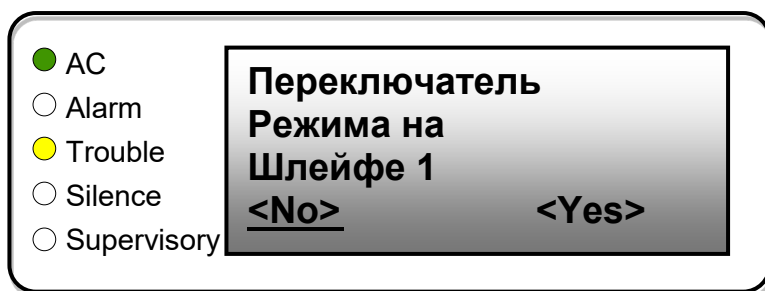 AC
Alarm
Trouble
Silence
Supervisory
Переключатель
Режима на
Шлейфе 1
<No> <Yes>